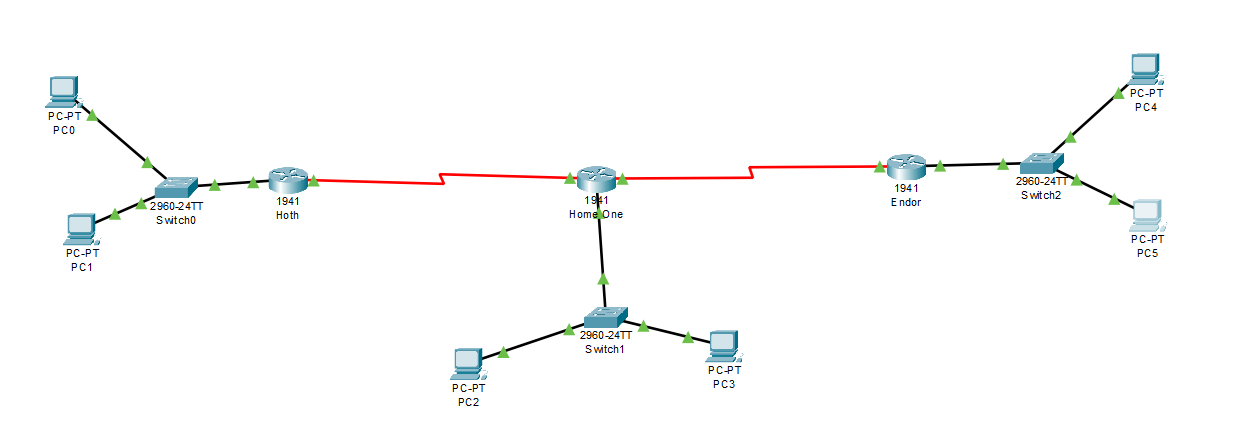 PC-PT
PC0
PC-PT
PC1
2960-24TT
Switch0
1941
Hoth
1941
Home One
2960-24TT
Switch1
PC-PT
PC2
PC-PT
PC3
1941
Endor
2960-24TT
Switch2
PC-PT
PC4
PC-PT
PC5